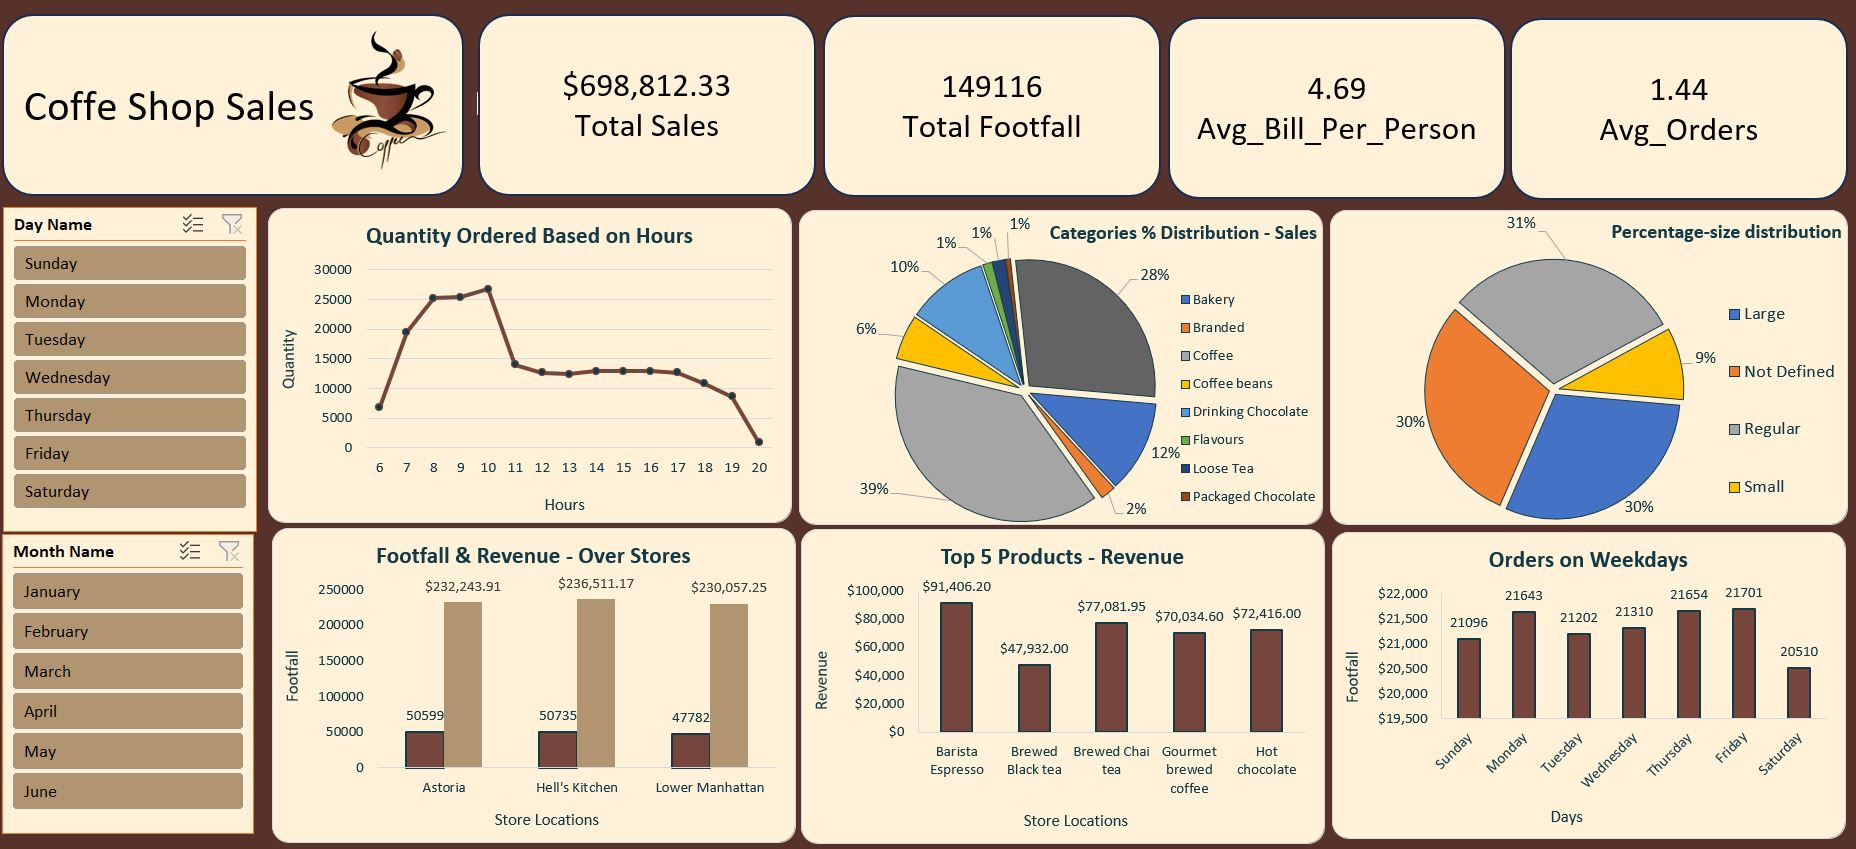 Coffe Shop Sales
Coffee
$698,812.33
Total Sales
149116
Total Footfall
4.69
Avg_Bill_Per_Person
1.44
Avg_Orders
Day Name
Sunday
Monday
Tuesday
Wednesday
Thursday
Friday
Saturday
Month Name
January
February
March
April
May
June
Quantity Ordered Based on Hours
Quantity
30000
25000
20000
15000
10000
5000
0
6 7 8 9 10 11 12 13 14 15 16 17 18 19 20
Hours
Categories % Distribution - Sales
1%
1%
1%
10%
28%
6%
12%
39%
2%
Bakery
Branded
Coffee
Coffee beans
Drinking Chocolate
Flavours
Loose Tea
Packaged Chocolate
Percentage-size distribution
31%
9%
30%
30%
Large
Not Defined
Regular
Small
Footfall & Revenue - Over Stores
Footfall
250000
200000
150000
100000
50000
0
$232,243.91
$236,511.17
$230,057.25
50599
50735
47782
Astoria
Hell's Kitchen
Lower Manhattan
Store Locations
Top 5 Products - Revenue
Revenue
$100,000
$80,000
$60,000
$40,000
$20,000
$0
$91,406.20
$47,932.00
$77,081.95
$70,034.60
$72,416.00
Barista
Espresso
Brewed
Black tea
Brewed Chai
tea
Gourmet
brewed
coffee
Hot
chocolate
Store Locations
Orders on Weekdays
Footfall
$22,000
$21,500
$21,000
$20,500
$20,000
$19,500
21096
21643
21202
21310
21654
21701
20510
Sunday
Monday
Tuesday
Wednesday
Thursday
Friday
Saturday
Days